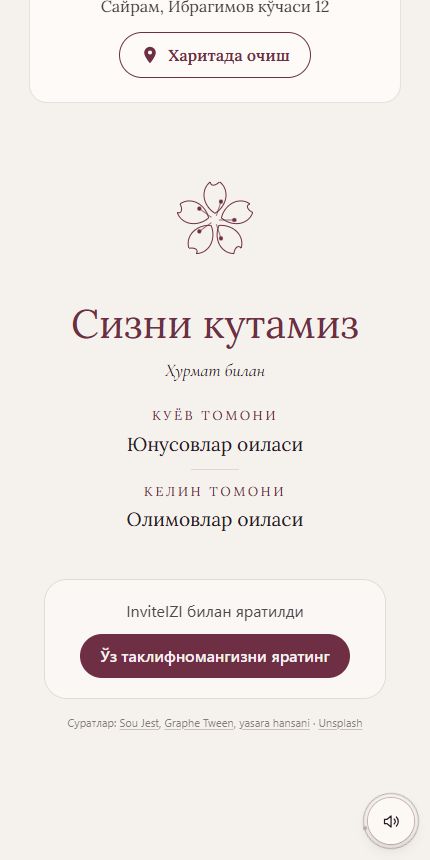 Сайрам, Ибрагимов кўчаси 12
Харитада очиш
Сизни кутамиз
Ҳурмат билан
КУЁВ ТОМОНИ
Юнусовлар оиласи
КЕЛИН ТОМОНИ
Олимовлар оиласи
InviteIZI билан яратилди
Ўз таклифномангизни яратинг
Суратлар: Sou Jest, Graphe Tween, yasara hansani · Unsplash